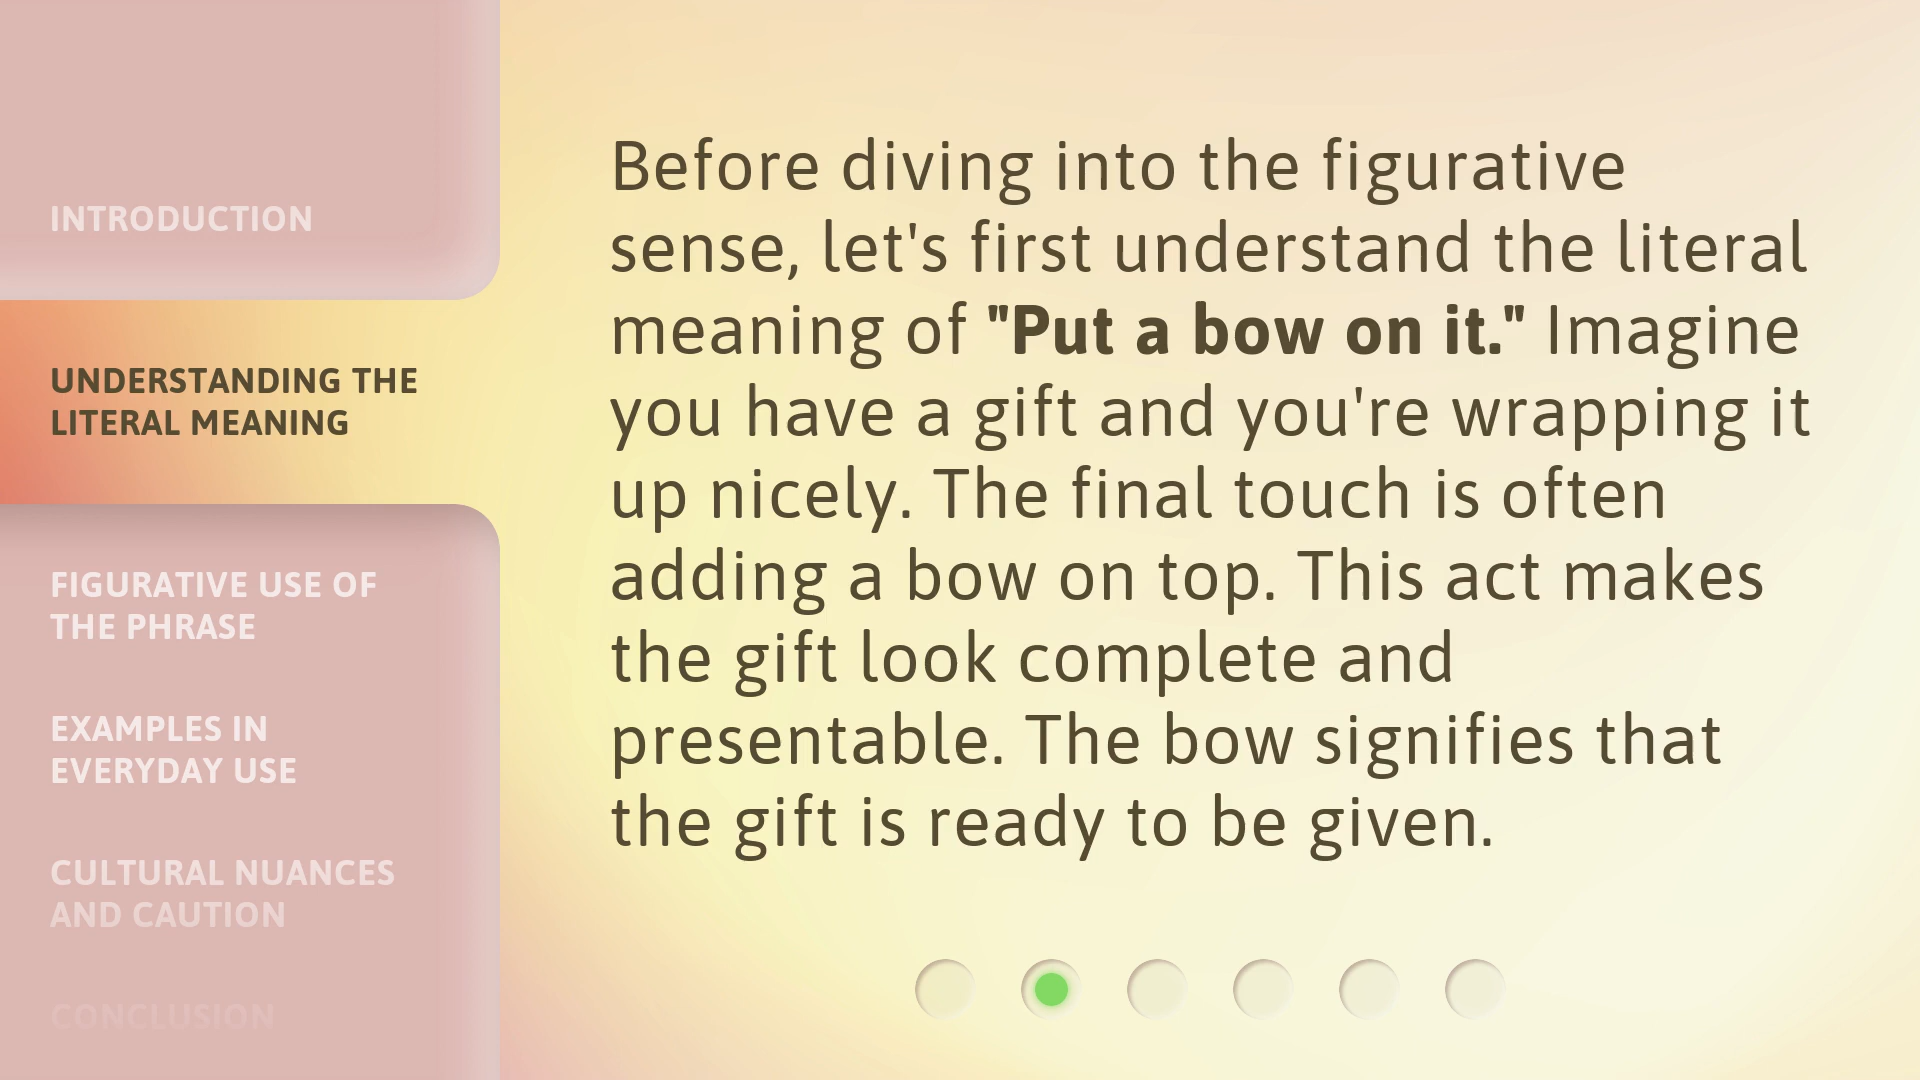 INTRODUCTION
UNDERSTANDING THE
LITERAL MEANING
FIGURATIVE USE OF
THE PHRASE
EXAMPLES IN
EVERYDAY USE
CULTURAL NUANCES
AND CAUTION
CONCLUSION
Before diving into the figurative
sense, let's first understand the literal
meaning of "Put a bow on it." Imagine
you have a gift and you're wrapping it
up nicely. The final touch is often
adding a bow on top. This act makes
the gift look complete and
presentable. The bow signifies that
the gift is ready to be given.